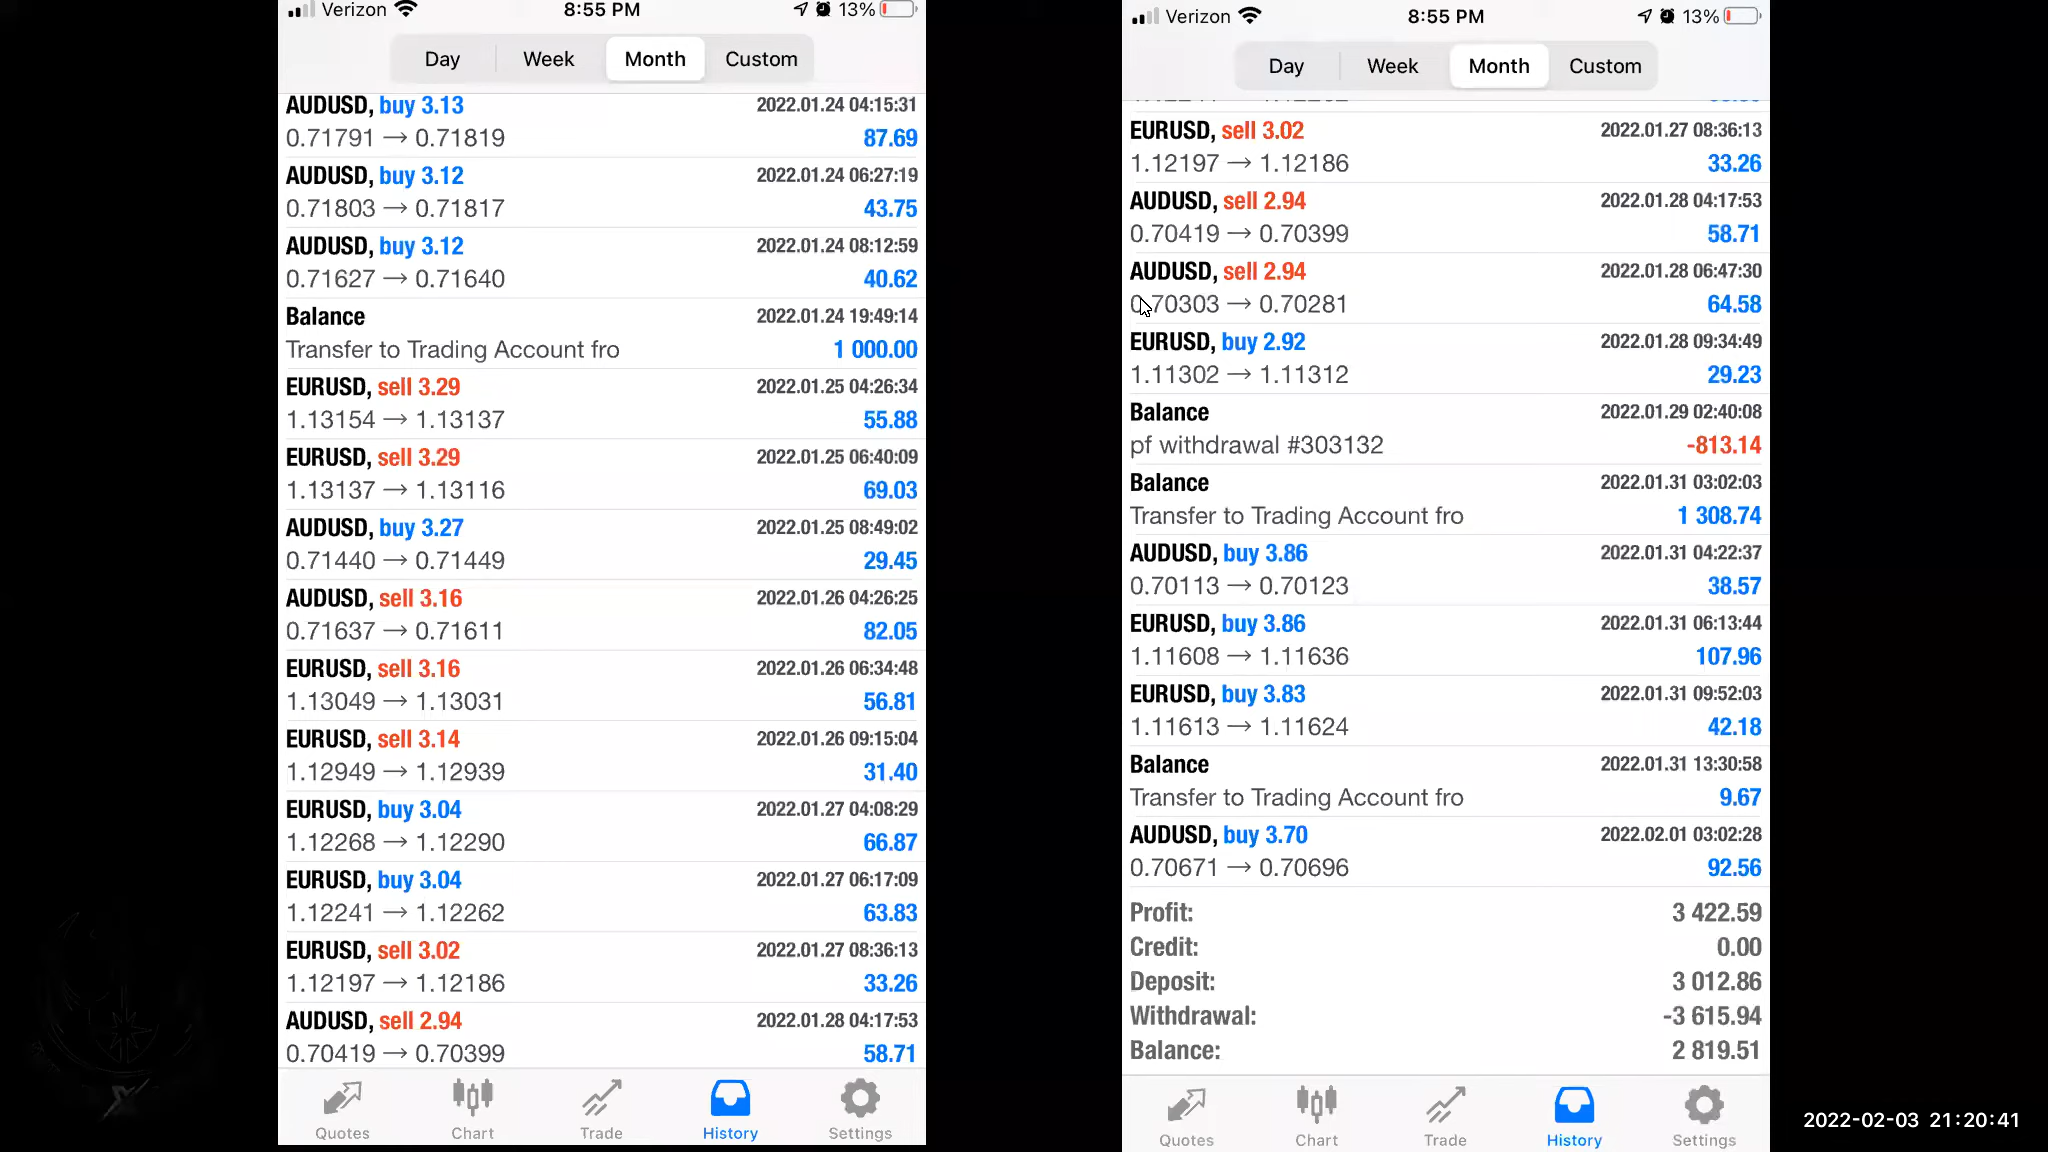 Verizon 8:55 PM 13%
Day Week Month Custom
AUDUSD, buy 3.13 2022.01.24 04:15:31
0.71791 → 0.71819 87.69
AUDUSD, buy 3.12 2022.01.24 06:27:19
0.71803 → 0.71817 43.75
AUDUSD, buy 3.12 2022.01.24 08:12:59
0.71627 → 0.71640 40.62
Balance 2022.01.24 19:49:14
Transfer to Trading Account fro 1 000.00
EURUSD, sell 3.29 2022.01.25 04:26:34
1.13154 → 1.13137 55.88
EURUSD, sell 3.29 2022.01.25 06:40:09
1.13137 → 1.13116 69.03
AUDUSD, buy 3.27 2022.01.25 08:49:02
0.71440 → 0.71449 29.45
AUDUSD, sell 3.16 2022.01.26 04:26:25
0.71637 → 0.71611 82.05
EURUSD, sell 3.16 2022.01.26 06:34:48
1.13049 → 1.13031 56.81
EURUSD, sell 3.14 2022.01.26 09:15:04
1.12949 → 1.12939 31.40
EURUSD, buy 3.04 2022.01.27 04:08:29
1.12268 → 1.12290 66.87
EURUSD, buy 3.04 2022.01.27 06:17:09
1.12241 → 1.12262 63.83
EURUSD, sell 3.02 2022.01.27 08:36:13
1.12197 → 1.12186 33.26
AUDUSD, sell 2.94 2022.01.28 04:17:53
0.70419 → 0.70399 58.71
Quotes Chart Trade History Settings
Verizon 8:55 PM 13%
Day Week Month Custom
EURUSD, sell 3.02 2022.01.27 08:36:13
1.12197 → 1.12186 33.26
AUDUSD, sell 2.94 2022.01.28 04:17:53
0.70419 → 0.70399 58.71
AUDUSD, sell 2.94 2022.01.28 06:47:30
0.70303 → 0.70281 64.58
EURUSD, buy 2.92 2022.01.28 09:34:49
1.11302 → 1.11312 29.23
Balance 2022.01.29 02:40:08
pf withdrawal #303132 -813.14
Balance 2022.01.31 03:02:03
Transfer to Trading Account fro 1 308.74
AUDUSD, buy 3.86 2022.01.31 04:22:37
0.70113 → 0.70123 38.57
EURUSD, buy 3.86 2022.01.31 06:13:44
1.11608 → 1.11636 107.96
EURUSD, buy 3.83 2022.01.31 09:52:03
1.11613 → 1.11624 42.18
Balance 2022.01.31 13:30:58
Transfer to Trading Account fro 9.67
AUDUSD, buy 3.70 2022.02.01 03:02:28
0.70671 → 0.70696 92.56
Profit: 3 422.59
Credit: 0.00
Deposit: 3 012.86
Withdrawal: -3 615.94
Balance: 2 819.51
Quotes Chart Trade History Settings
2022-02-03 21:20:41